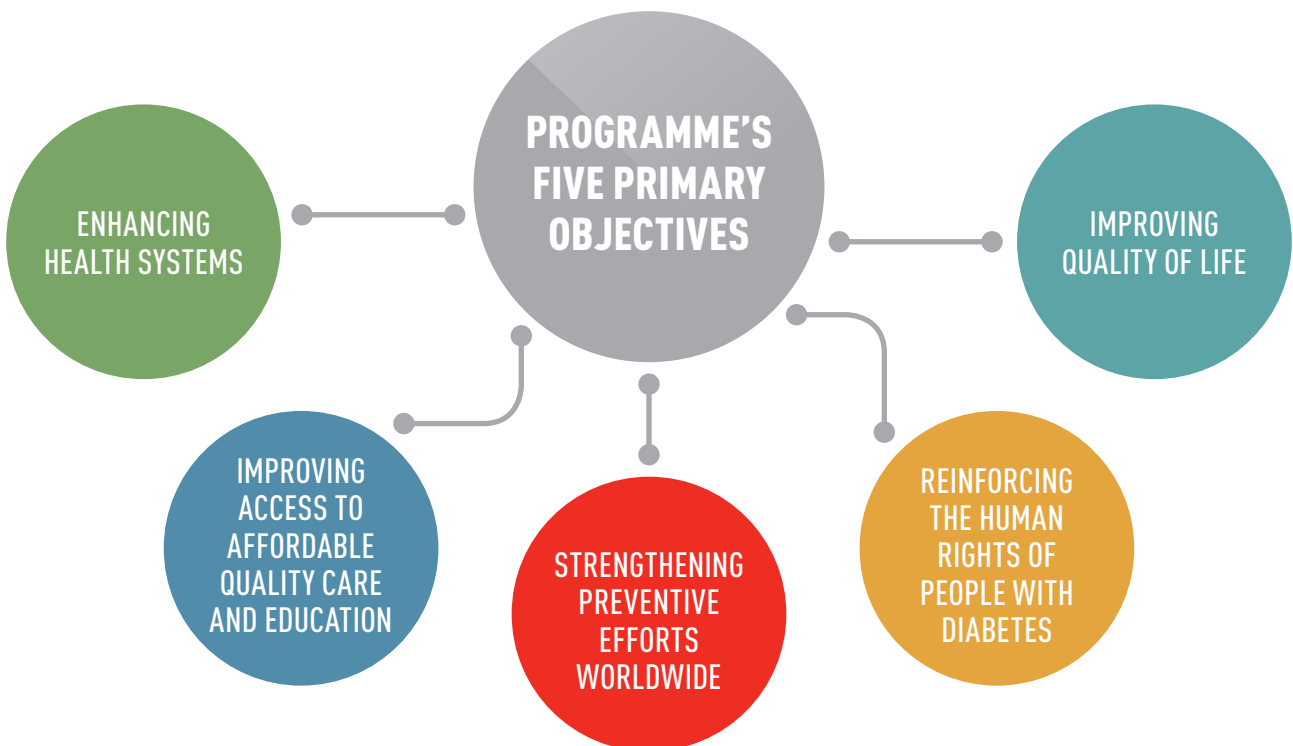 PROGRAMME'S
FIVE PRIMARY
OBJECTIVES
ENHANCING
HEALTH SYSTEMS
IMPROVING
ACCESS TO
AFFORDABLE
QUALITY CARE
AND EDUCATION
STRENGTHENING
PREVENTIVE
EFFORTS
WORLDWIDE
REINFORCING
THE HUMAN
RIGHTS OF
PEOPLE WITH
DIABETES
IMPROVING
QUALITY OF LIFE